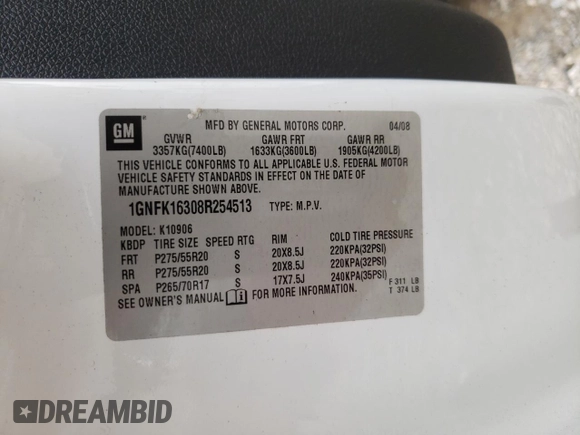 GM
MFD BY GENERAL MOTORS CORP. 04/08
GVWR GAWR FRT GAWR RR
3357KG(7400LB) 1633KG(3600LB) 1905KG(4200LB)
THIS VEHICLE CONFORMS TO ALL APPLICABLE U.S. FEDERAL MOTOR
VEHICLE SAFETY STANDARDS IN EFFECT ON THE DATE OF
MANUFACTURE SHOWN ABOVE.
1GNFK16308R254513 TYPE: M.P.V.
MODEL: K10906
KBDP TIRE SIZE SPEED RTG RIM COLD TIRE PRESSURE
FRT P275/55R20 S 20X8.5J 220KPA(32PSI)
RR P275/55R20 S 20X8.5J 220KPA(32PSI)
SPA P265/70R17 S 17X7.5J 240KPA(35PSI)
F 311 LB
SEE OWNER'S MANUAL FOR MORE INFORMATION. T 374 LB
DREAMBID